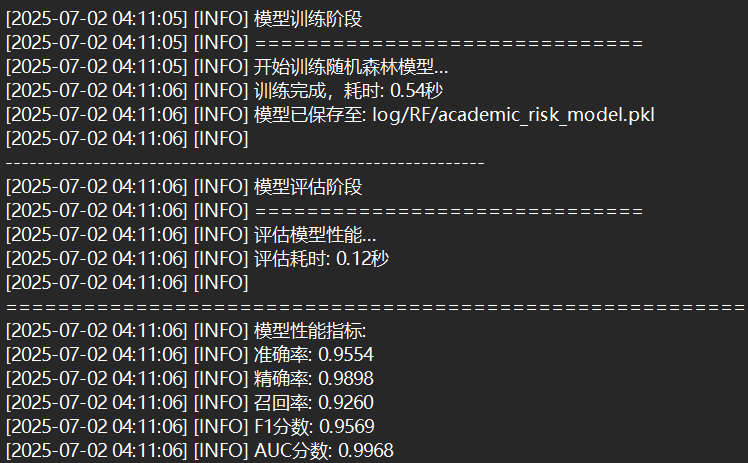 [2025-07-02 04:11:05] [INFO] 模型训练阶段
[2025-07-02 04:11:05] [INFO] ==============================
[2025-07-02 04:11:05] [INFO] 开始训练随机森林模型...
[2025-07-02 04:11:06] [INFO] 训练完成，耗时: 0.54秒
[2025-07-02 04:11:06] [INFO] 模型已保存至: log/RF/academic_risk_model.pkl
[2025-07-02 04:11:06] [INFO]
------------------------------------------------------------
[2025-07-02 04:11:06] [INFO] 模型评估阶段
[2025-07-02 04:11:06] [INFO] ==============================
[2025-07-02 04:11:06] [INFO] 评估模型性能...
[2025-07-02 04:11:06] [INFO] 评估耗时: 0.12秒
[2025-07-02 04:11:06] [INFO]
============================================================
[2025-07-02 04:11:06] [INFO] 模型性能指标:
[2025-07-02 04:11:06] [INFO] 准确率: 0.9554
[2025-07-02 04:11:06] [INFO] 精确率: 0.9898
[2025-07-02 04:11:06] [INFO] 召回率: 0.9260
[2025-07-02 04:11:06] [INFO] F1分数: 0.9569
[2025-07-02 04:11:06] [INFO] AUC分数: 0.9968